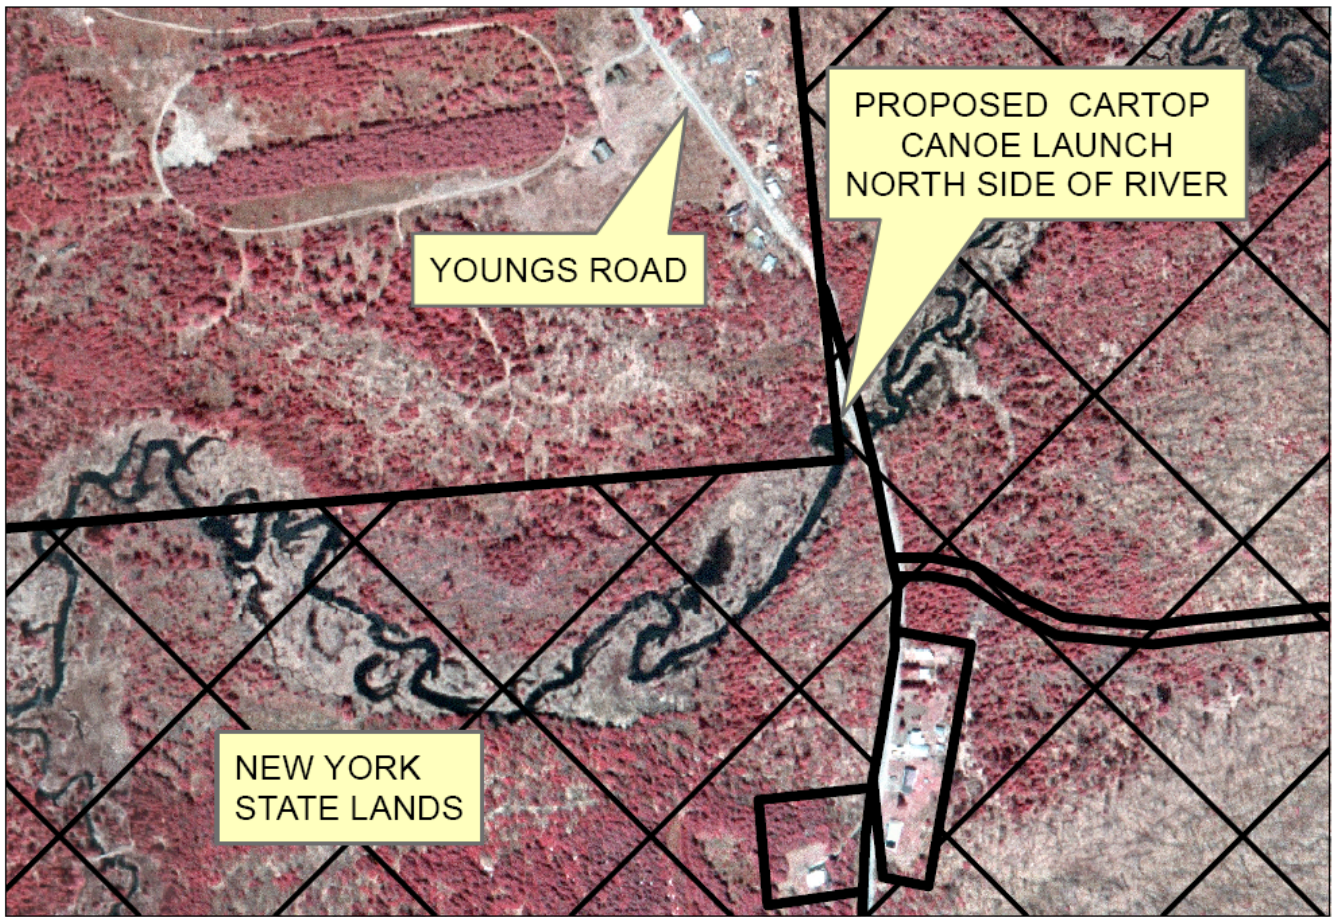 PROPOSED CARTOP
CANOE LAUNCH
NORTH SIDE OF RIVER
YOUNGS ROAD
NEW YORK
STATE LANDS